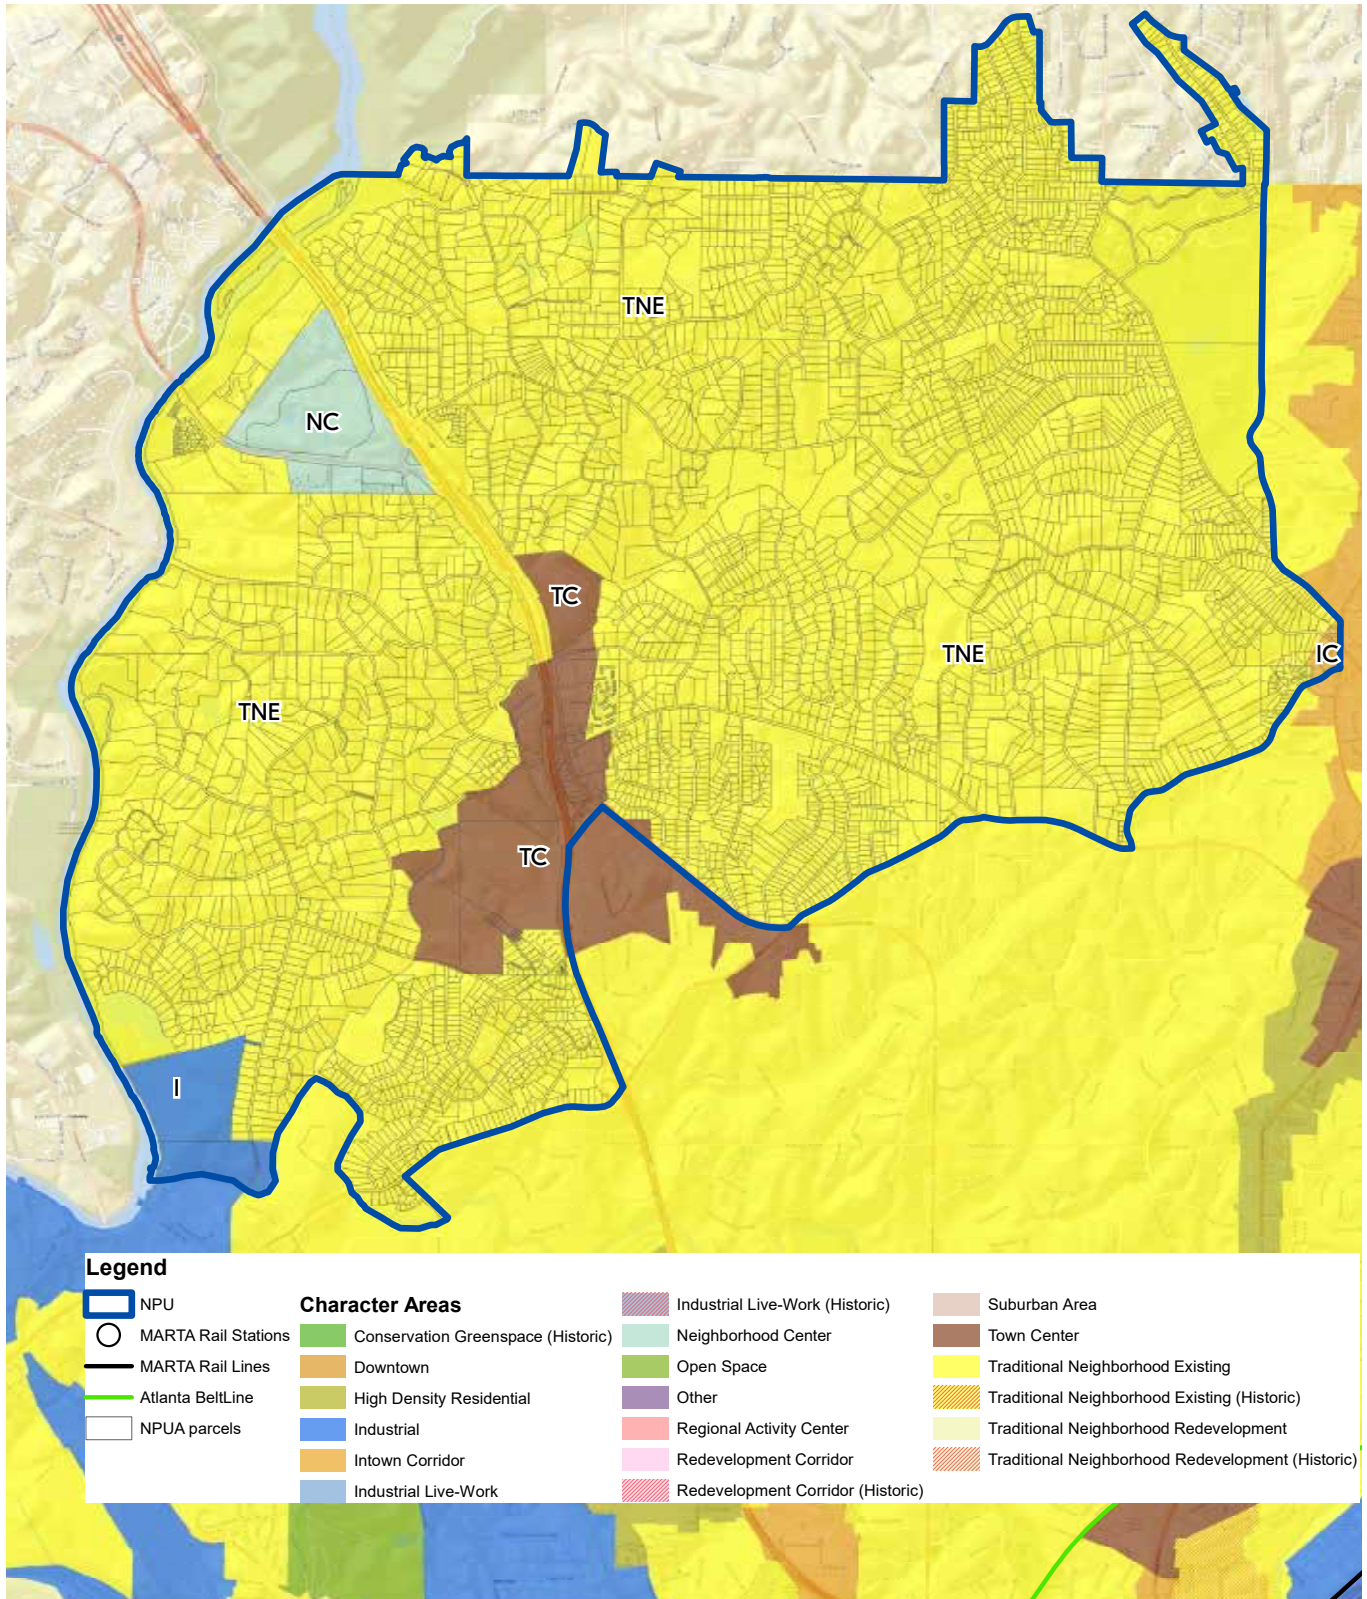 TNE
NC
TC
TNE
IC
TNE
TC
I
Legend
NPU
MARTA Rail Stations
MARTA Rail Lines
Atlanta BeltLine
NPUA parcels
Character Areas
Conservation Greenspace (Historic)
Downtown
High Density Residential
Industrial
Intown Corridor
Industrial Live-Work
Industrial Live-Work (Historic)
Neighborhood Center
Open Space
Other
Regional Activity Center
Redevelopment Corridor
Redevelopment Corridor (Historic)
Suburban Area
Town Center
Traditional Neighborhood Existing
Traditional Neighborhood Existing (Historic)
Traditional Neighborhood Redevelopment
Traditional Neighborhood Redevelopment (Historic)